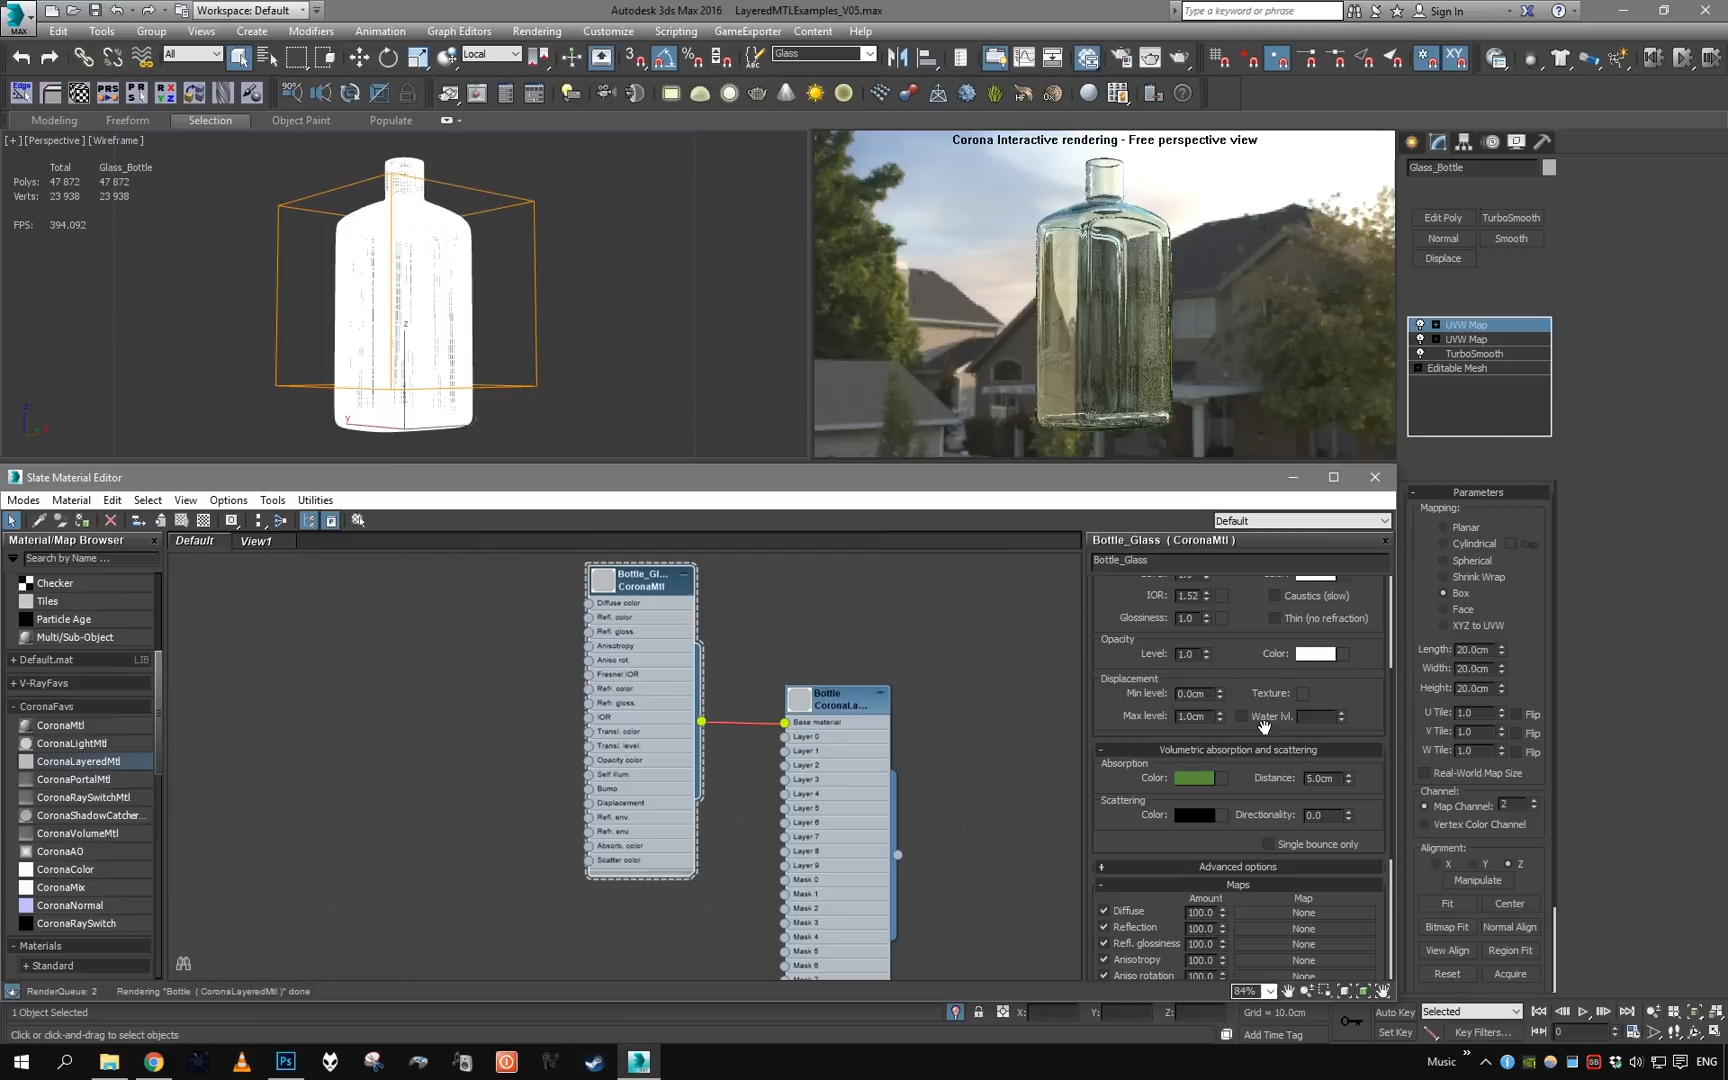 MAX
Workspace: Default
Autodesk 3ds Max 2016 LayeredMTLExamples_V05.max
Type a keyword or phrase
Sign In
Edit Tools Group Views Create Modifiers Animation Graph Editors Rendering Customize Scripting GameExporter Content Help
All
Local
Glass
XY
Modeling Freeform Selection Object Paint Populate
[+] [Perspective] [Wireframe]
Total Glass_Bottle
Polys: 47 872 47 872
Verts: 23 938 23 938
FPS: 394.092
Corona Interactive rendering - Free perspective view
Glass_Bottle
Edit Poly TurboSmooth
Normal Smooth
Displace
UVW Map
UVW Map
TurboSmooth
Editable Mesh
Slate Material Editor
Modes Material Edit Select View Options Tools Utilities
Default
Material/Map Browser
Search by Name ...
Checker
Tiles
Particle Age
Multi/Sub-Object
+ Default.mat LIB
+ V-RayFavs
- CoronaFavs
CoronaMtl
CoronaLightMtl
CoronaLayeredMtl
CoronaPortalMtl
CoronaRaySwitchMtl
CoronaShadowCatcher...
CoronaVolumeMtl
CoronaAO
CoronaColor
CoronaMix
CoronaNormal
CoronaRaySwitch
- Materials
+ Standard
Default View1
Bottle_Gl...
CoronaMtl
Diffuse color
Refl. color
Refl. gloss.
Anisotropy
Aniso rot.
Fresnel IOR
Refr. color
Refr. gloss.
IOR
Transl. color
Transl. level.
Opacity color
Self illum.
Bump
Displacement
Refl. env.
Refr. env.
Absorb. color
Scatter color
Bottle
CoronaLa...
Base material
Layer 0
Layer 1
Layer 2
Layer 3
Layer 4
Layer 5
Layer 6
Layer 7
Layer 8
Layer 9
Mask 0
Mask 1
Mask 2
Mask 3
Mask 4
Mask 5
Mask 6
Bottle_Glass ( CoronaMtl )
Bottle_Glass
IOR: 1.52 Caustics (slow)
Glossiness: 1.0 Thin (no refraction)
Opacity
Level: 1.0 Color:
Displacement
Min level: 0.0cm Texture:
Max level: 1.0cm Water lvl.
Volumetric absorption and scattering
Absorption
Color: Distance: 5.0cm
Scattering
Color: Directionality: 0.0
Single bounce only
+ Advanced options
- Maps
Amount Map
Diffuse 100.0 None
Reflection 100.0 None
Refl. glossiness 100.0 None
Anisotropy 100.0 None
Aniso rotation 100.0 None
Parameters
Mapping:
Planar
Cylindrical Cap
Spherical
Shrink Wrap
Box
Face
XYZ to UVW
Length: 20.0cm
Width: 20.0cm
Height: 20.0cm
U Tile: 1.0 Flip
V Tile: 1.0 Flip
W Tile: 1.0 Flip
Real-World Map Size
Channel:
Map Channel: 2
Vertex Color Channel
Alignment:
X Y Z
Manipulate
Fit Center
Bitmap Fit Normal Align
View Align Region Fit
Reset Acquire
RenderQueue: 2 Rendering "Bottle ( CoronaLayeredMtl )" done
84%
1 Object Selected
X: Y: Z: Grid = 10.0cm
Auto Key Selected
Click or click-and-drag to select objects
Add Time Tag
Set Key Key Filters... 0
Music ENG